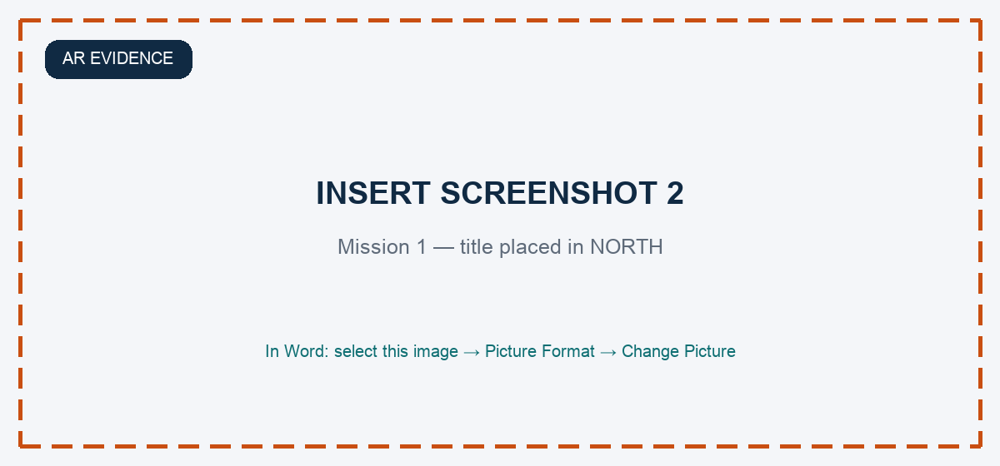 AR EVIDENCE
INSERT SCREENSHOT 2
Mission 1 — title placed in NORTH
In Word: select this image → Picture Format → Change Picture